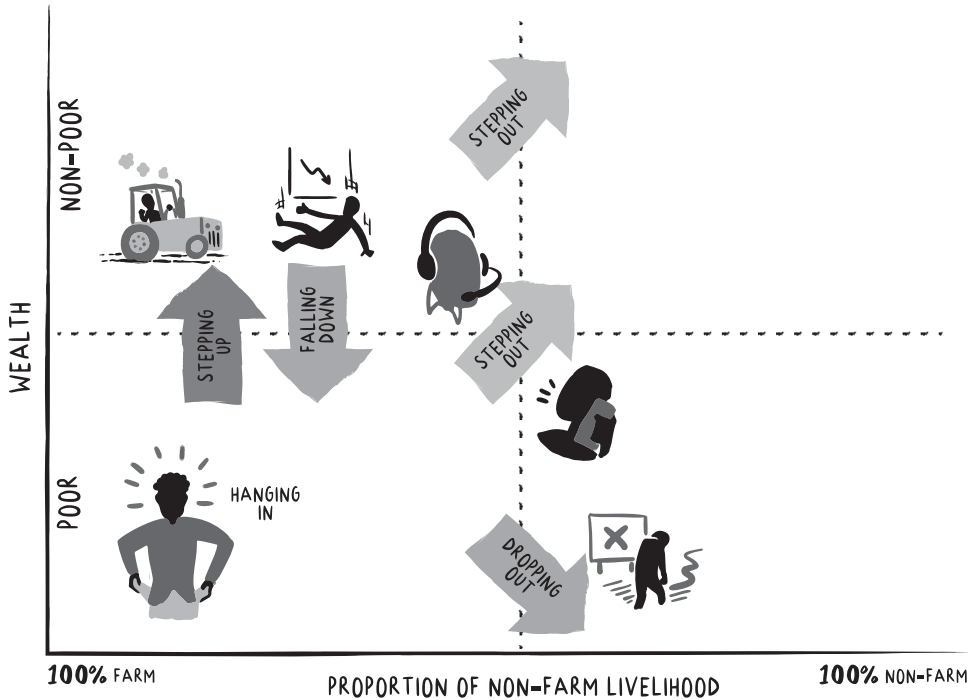 STEPPING
OUT
NON-POOR
STEPPING
UP
FALLING
DOWN
STEPPING
OUT
WEALTH
POOR
HANGING
IN
DROPPING
OUT
100% FARM
PROPORTION OF NON-FARM LIVELIHOOD
100% NON-FARM